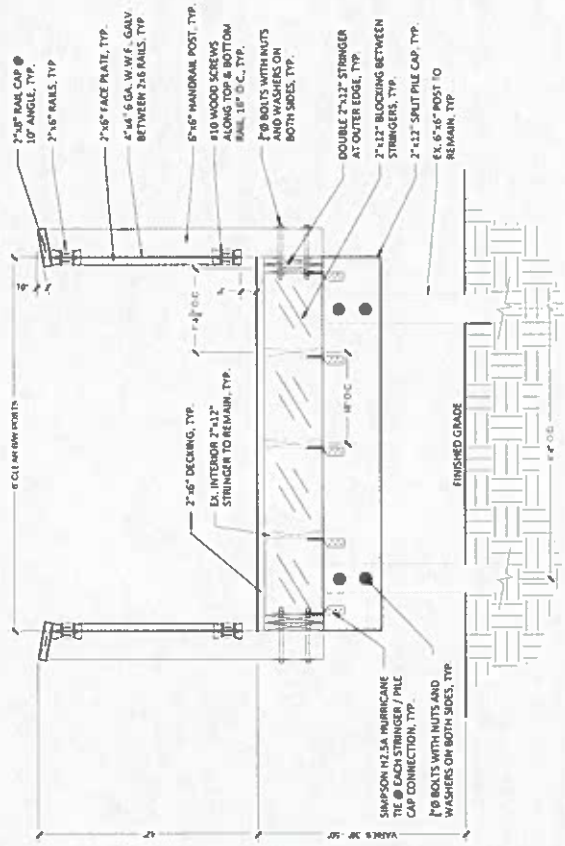 2"x8" RAIL CAP @
10° ANGLE, TYP.
2"x6" RAILS, TYP
2"x6" FACE PLATE, TYP.
4"x4" 6 GA. W.W.F. GALV
BETWEEN 2x6 RAILS, TYP.
6"x6" HANDRAIL POST, TYP.
#10 WOOD SCREWS
ALONG TOP & BOTTOM
RAIL, 16" O.C., TYP.
BOLTS WITH NUTS
AND WASHERS ON
BOTH SIDES, TYP.
DOUBLE 2"x12" STRINGER
AT OUTER EDGE, TYP.
2"x12" BLOCKING BETWEEN
STRINGERS, TYP.
2"x12" SPLIT PILE CAP, TYP.
EX. 6"x6" POST TO
REMAIN, TYP
2"x6" DECKING, TYP.
EX. INTERIOR 2"x12"
STRINGER TO REMAIN, TYP.
FINISHED GRADE
SIMPSON H2.5A HURRICANE
TIE @ EACH STRINGER / PILE
CAP CONNECTION, TYP.
BOLTS WITH NUTS AND
WASHERS ON BOTH SIDES, TYP.
42"